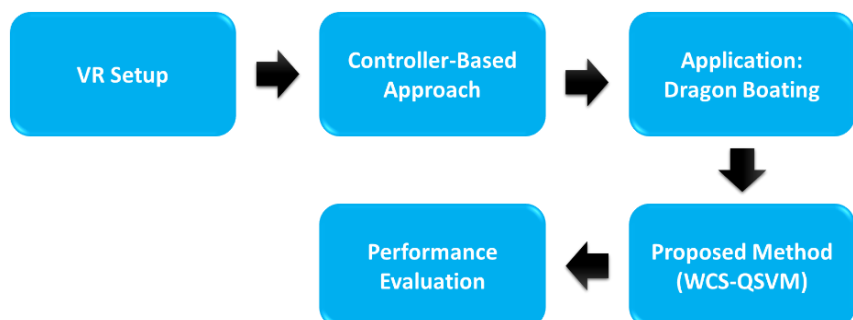 VR Setup
Controller-Based
Approach
Application:
Dragon Boating
Proposed Method
(WCS-QSVM)
Performance
Evaluation